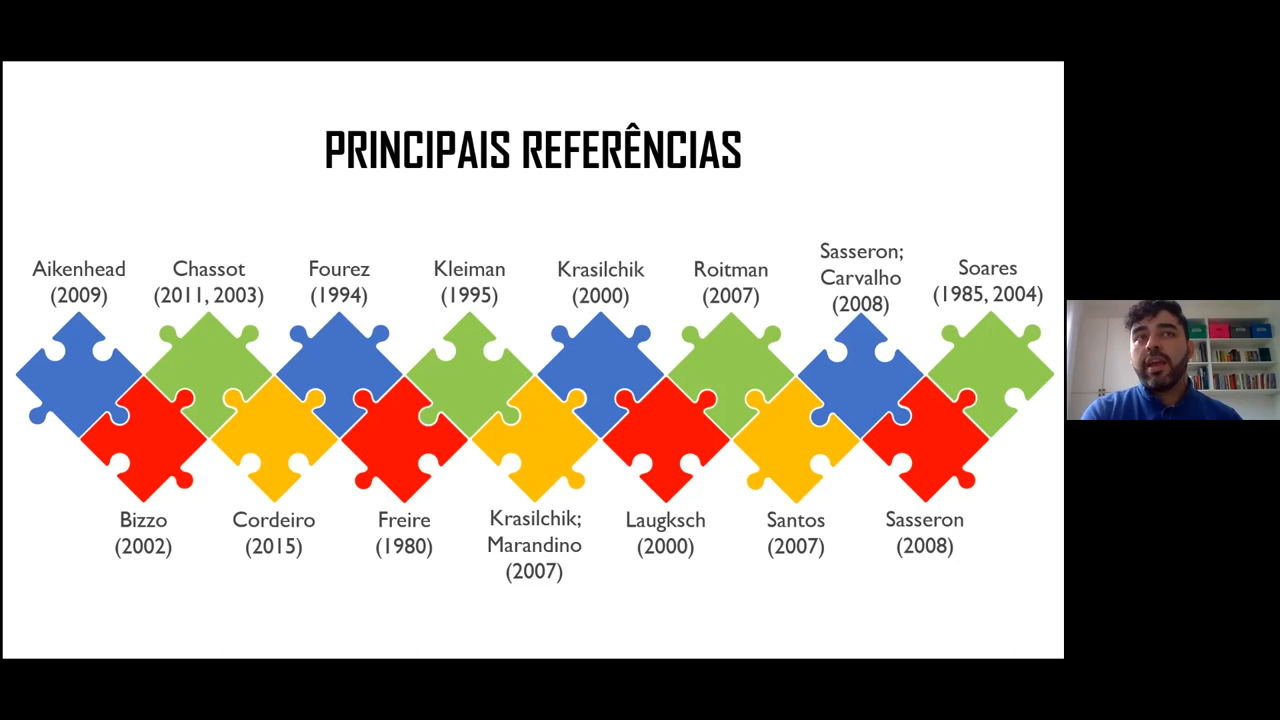 PRINCIPAIS REFERÊNCIAS
Aikenhead
(2009)
Chassot
(2011, 2003)
Fourez
(1994)
Kleiman
(1995)
Krasilchik
(2000)
Roitman
(2007)
Sasseron;
Carvalho
(2008)
Soares
(1985, 2004)
Bizzo
(2002)
Cordeiro
(2015)
Freire
(1980)
Krasilchik;
Marandino
(2007)
Laugksch
(2000)
Santos
(2007)
Sasseron
(2008)